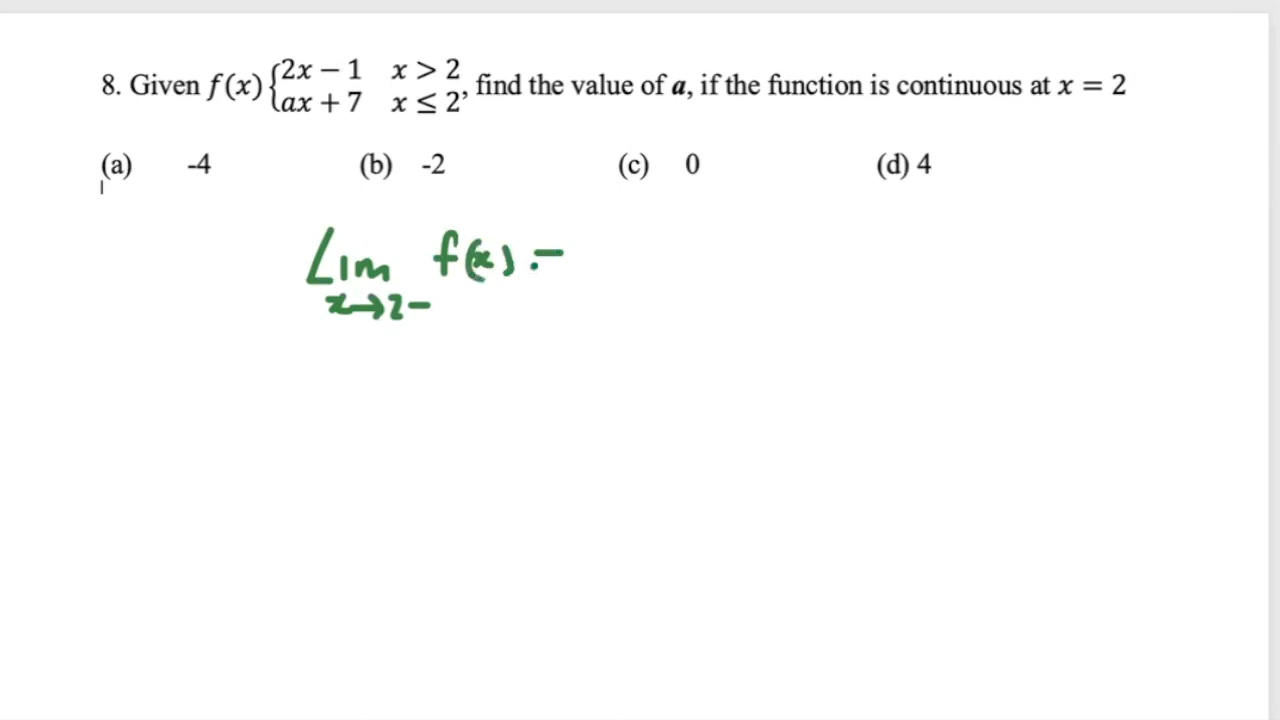 8. Given f(x) {2x − 1 x > 2
ax + 7 x ≤ 2, find the value of a, if the function is continuous at x = 2
(a) -4 (b) -2 (c) 0 (d) 4
Lim f(x) =
x→2−